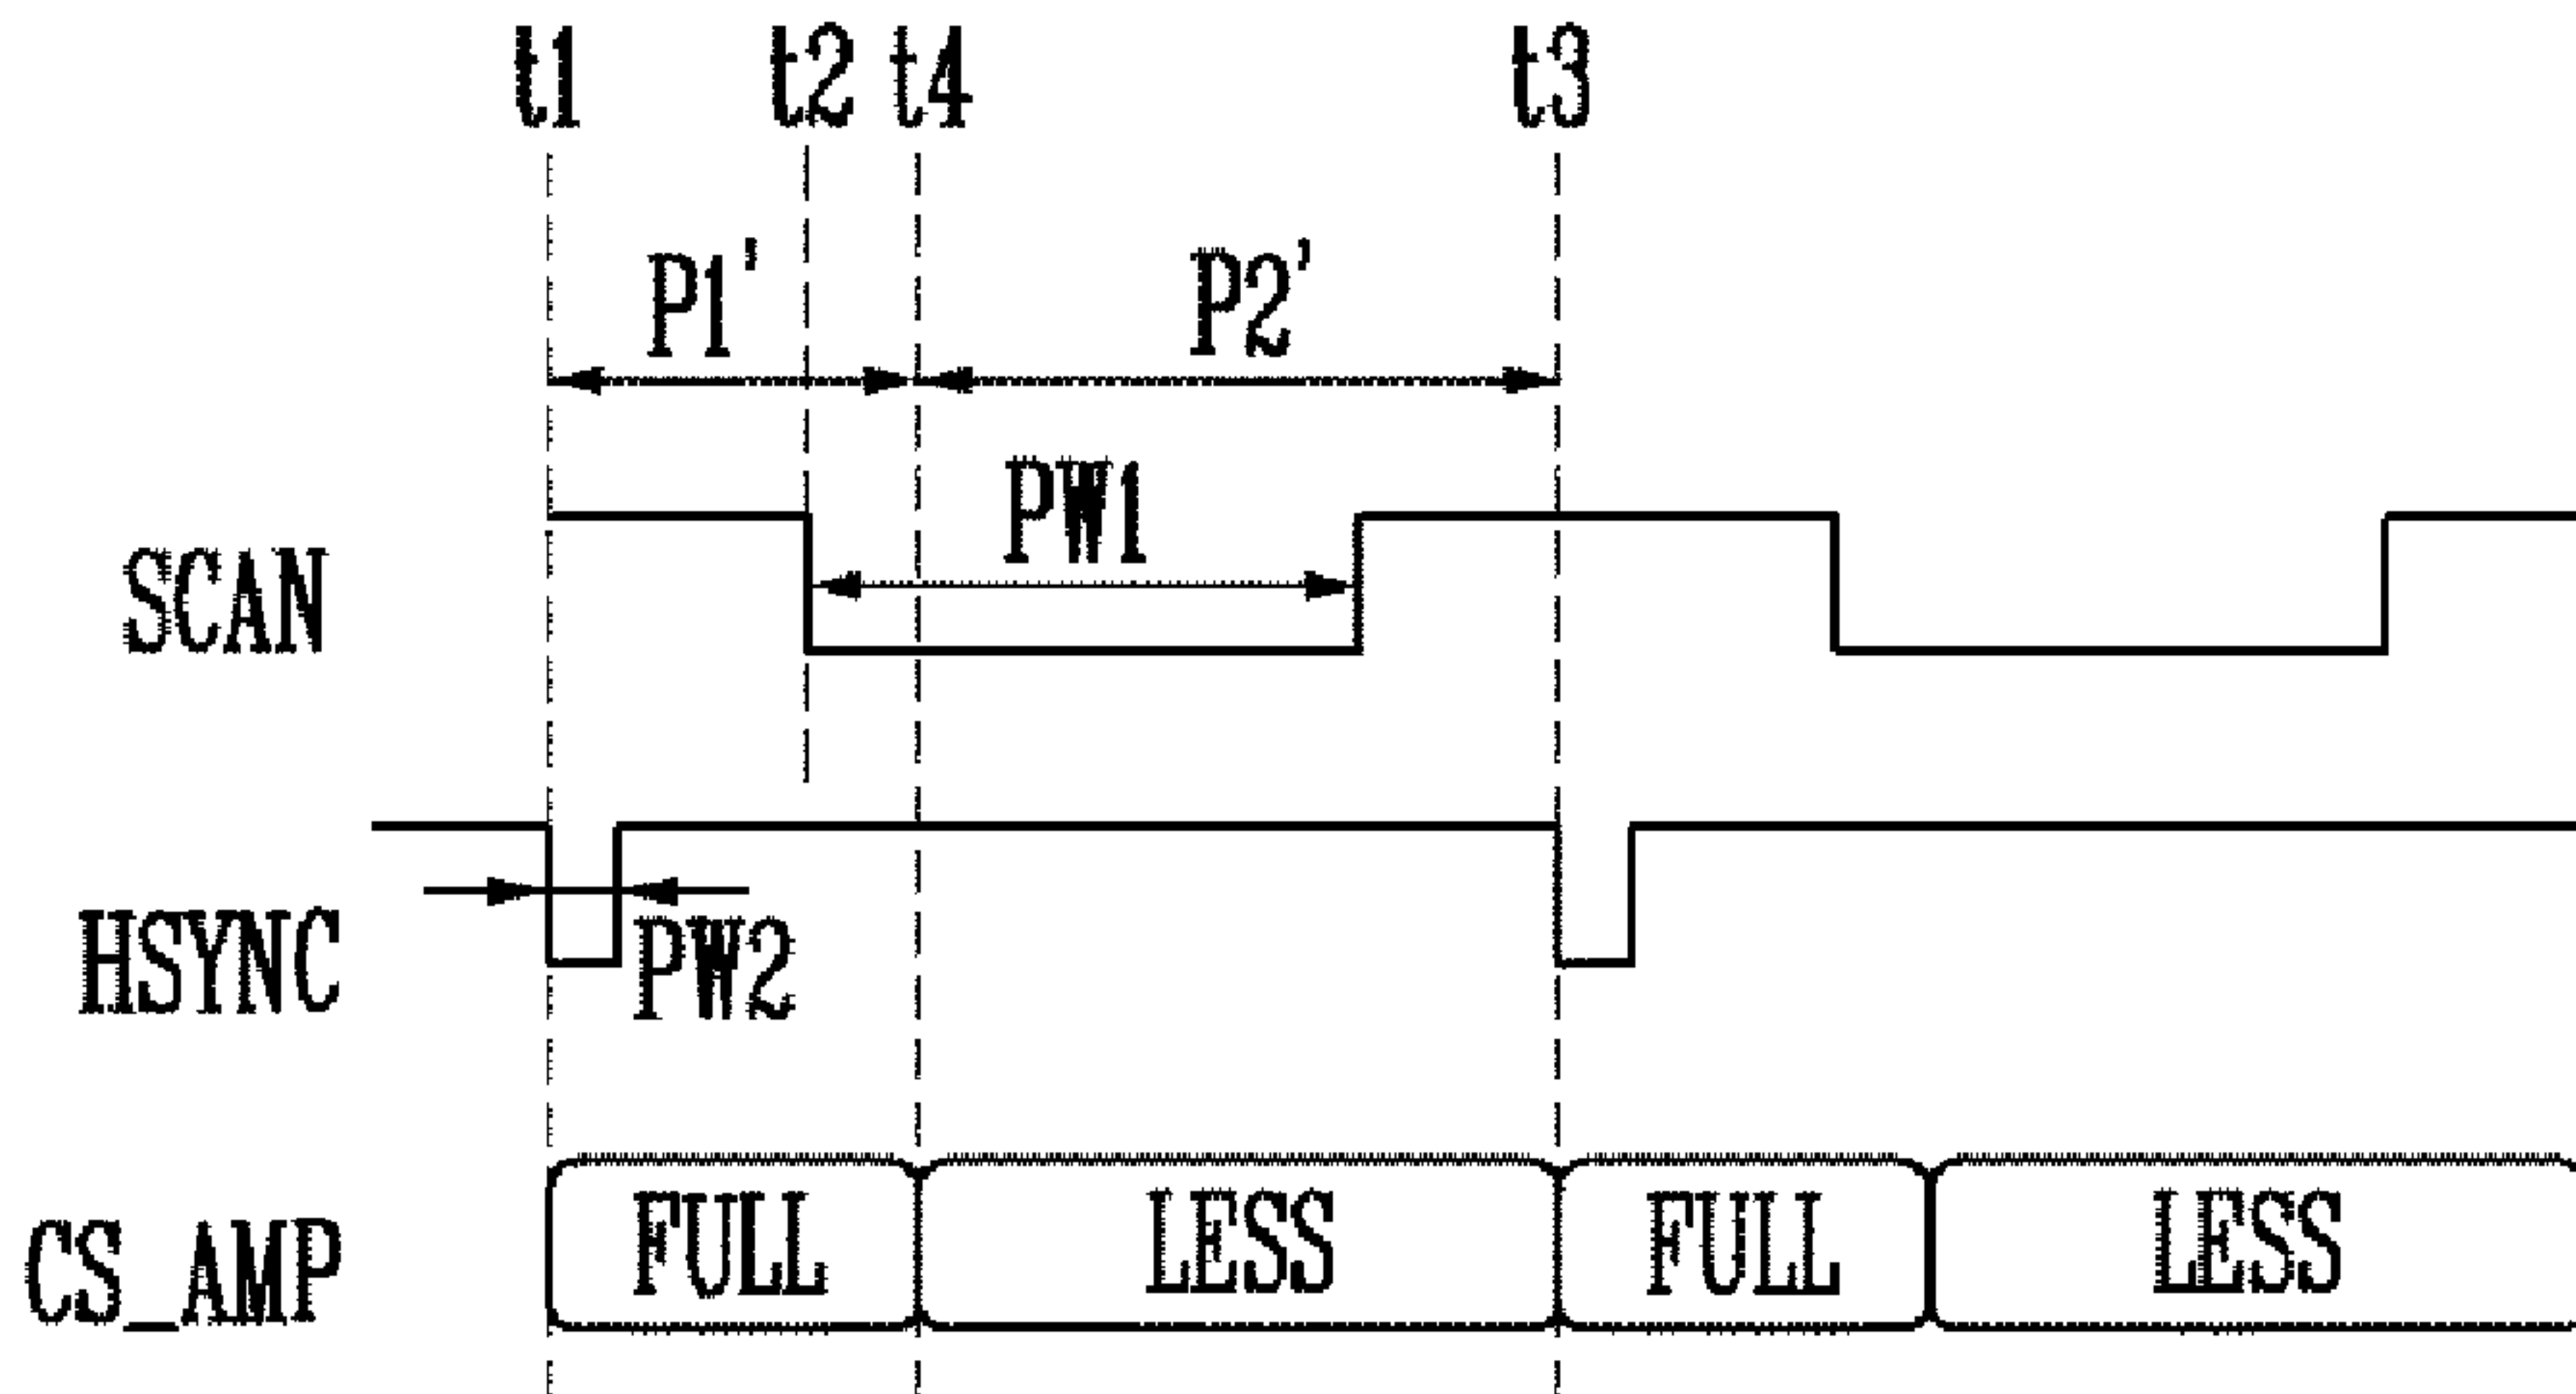 t1 t2 t4 t3
P1' P2'
PW1
SCAN
HSYNC PW2
CS_AMP FULL LESS FULL LESS